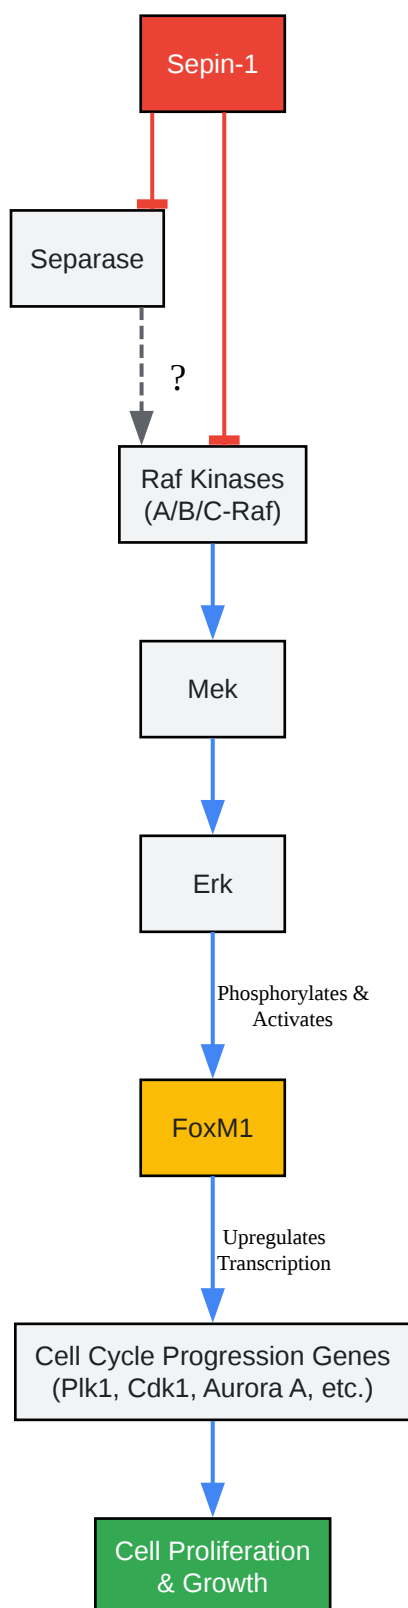 Sepin-1
Separase
?
Raf Kinases
(A/B/C-Raf)
Mek
Erk
Phosphorylates &
Activates
FoxM1
Upregulates
Transcription
Cell Cycle Progression Genes
(Plk1, Cdk1, Aurora A, etc.)
Cell Proliferation
& Growth